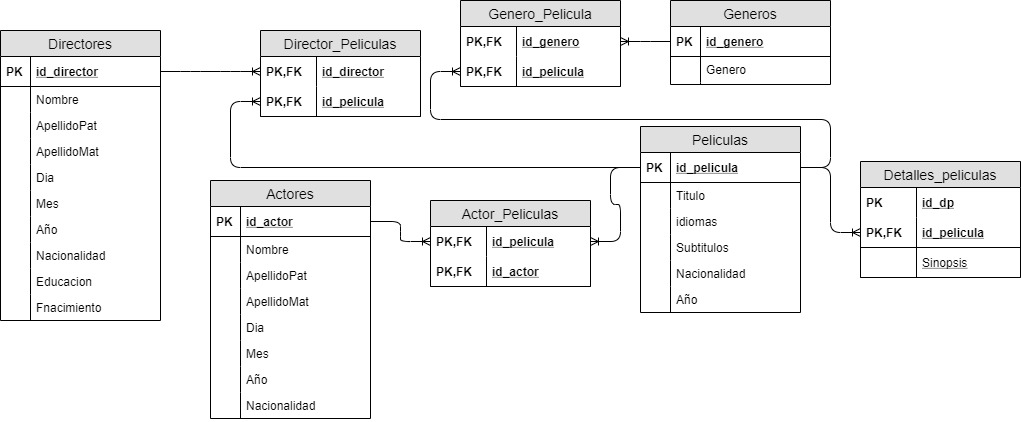 Directores
PK id_director
Nombre
ApellidoPat
ApellidoMat
Dia
Mes
Año
Nacionalidad
Educacion
Fnacimiento
Director_Peliculas
PK,FK id_director
PK,FK id_pelicula
Genero_Pelicula
PK,FK id_genero
PK,FK id_pelicula
Generos
PK id_genero
Genero
Actores
PK id_actor
Nombre
ApellidoPat
ApellidoMat
Dia
Mes
Año
Nacionalidad
Actor_Peliculas
PK,FK id_pelicula
PK,FK id_actor
Peliculas
PK id_pelicula
Titulo
idiomas
Subtitulos
Nacionalidad
Año
Detalles_peliculas
PK id_dp
PK,FK id_pelicula
Sinopsis